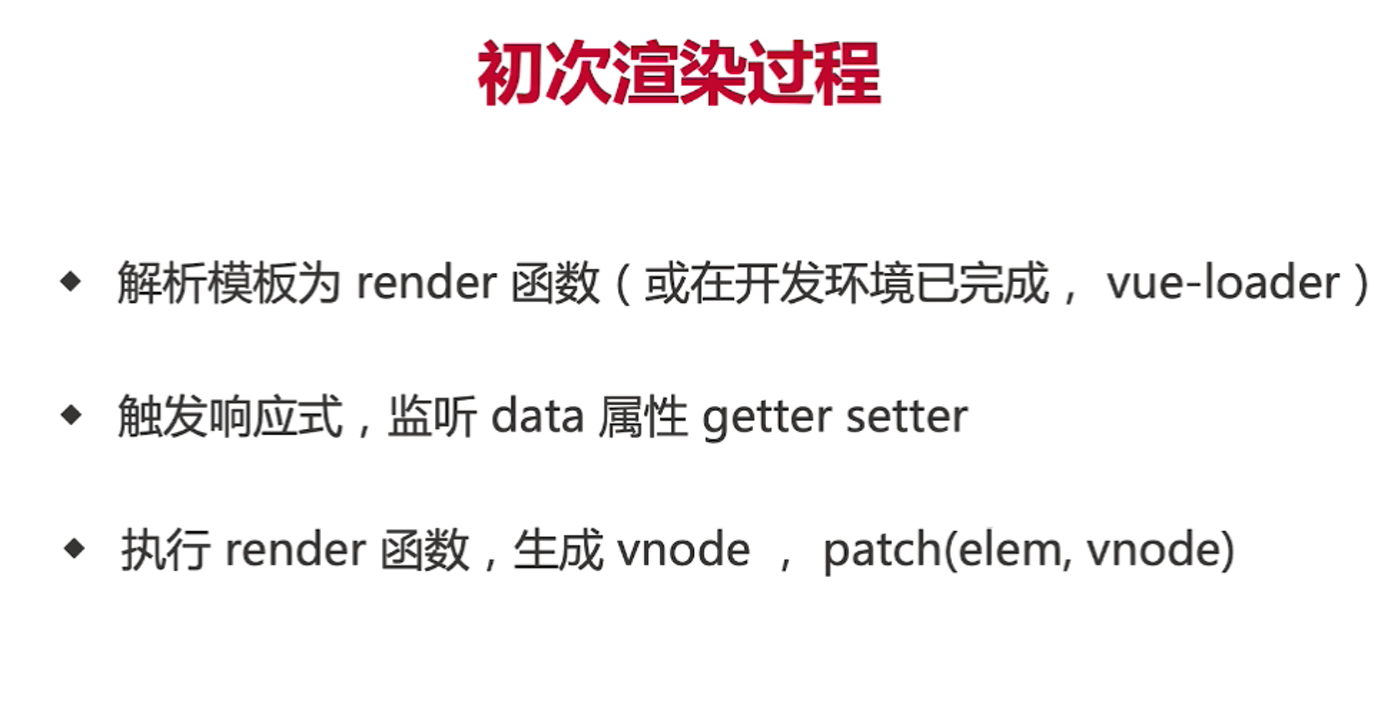 初次渲染过程
◆ 解析模板为 render 函数（或在开发环境已完成， vue-loader）
◆ 触发响应式，监听 data 属性 getter setter
◆ 执行 render 函数，生成 vnode ， patch(elem, vnode)